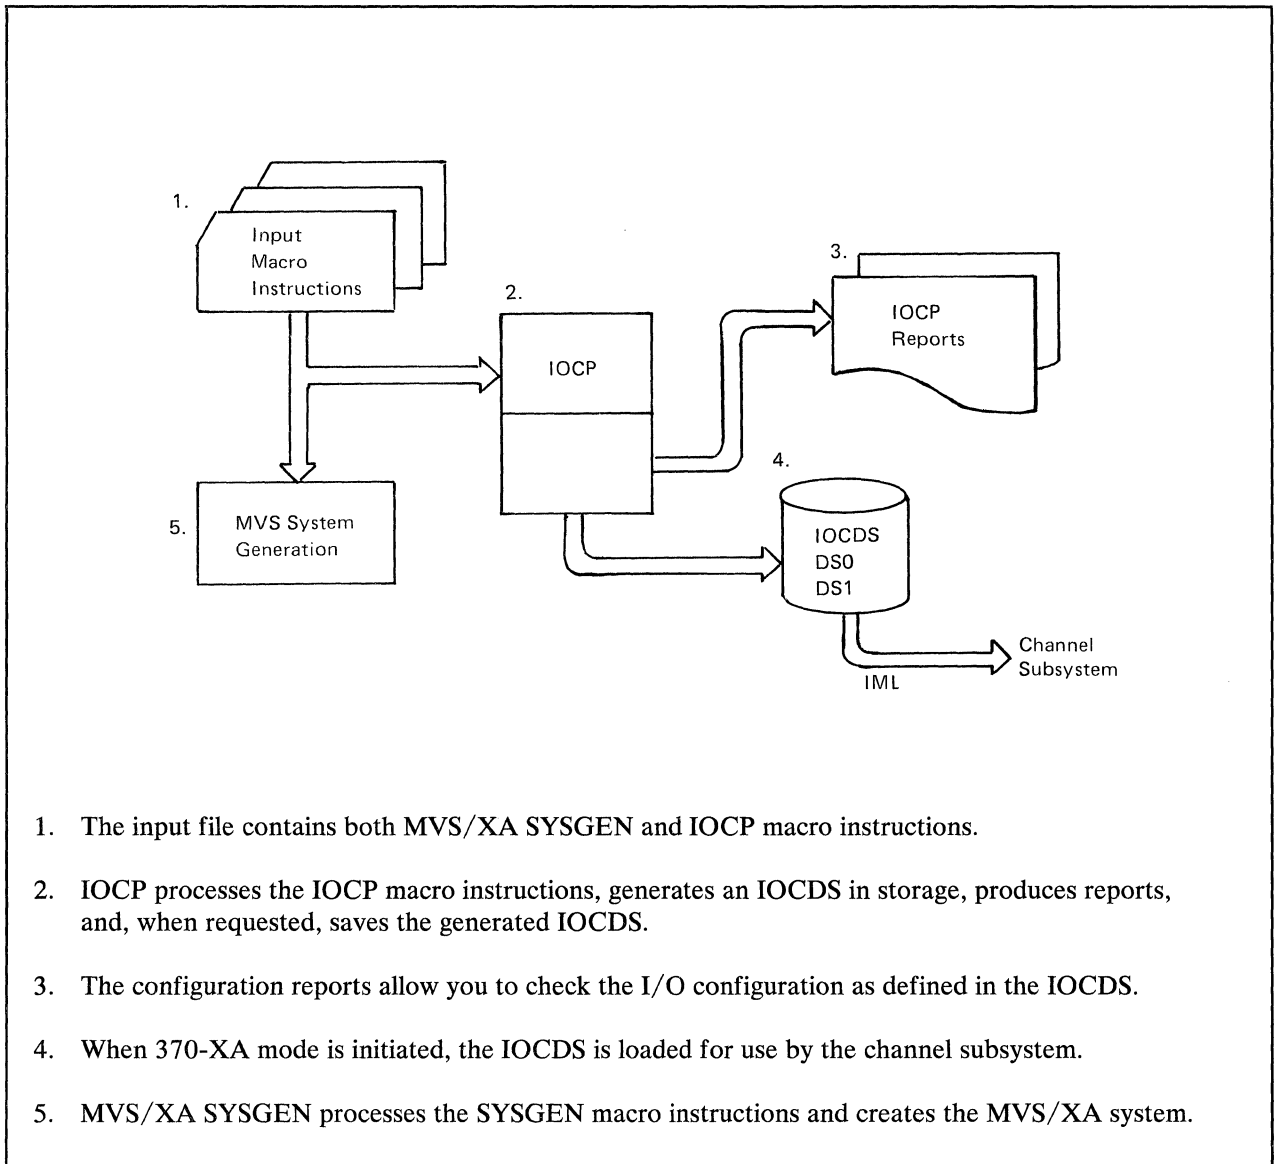 1.
Input
Macro
Instructions
2.
IOCP
3.
IOCP
Reports
4.
IOCDS
DS0
DS1
5.
MVS System
Generation
Channel
Subsystem
IML
1. The input file contains both MVS/XA SYSGEN and IOCP macro instructions.
2. IOCP processes the IOCP macro instructions, generates an IOCDS in storage, produces reports,
and, when requested, saves the generated IOCDS.
3. The configuration reports allow you to check the I/O configuration as defined in the IOCDS.
4. When 370-XA mode is initiated, the IOCDS is loaded for use by the channel subsystem.
5. MVS/XA SYSGEN processes the SYSGEN macro instructions and creates the MVS/XA system.